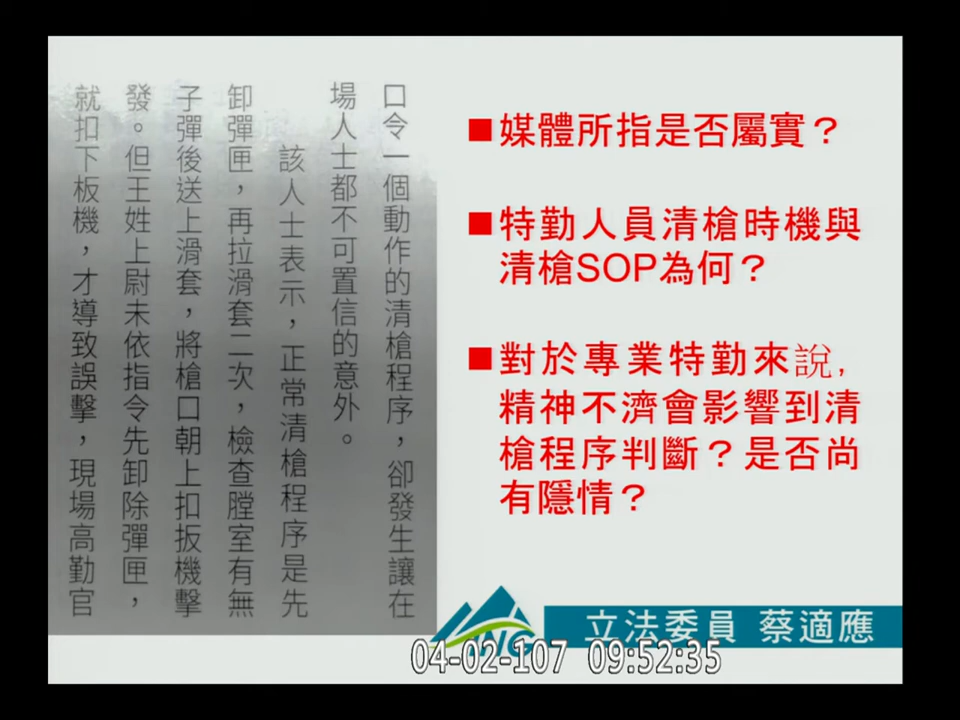 口令一個動作的清槍程序，卻發生讓在
場人士都不可置信的意外。
該人士表示，正常清槍程序是先
卸彈匣，再拉滑套二次，檢查膛室有無
子彈後送上滑套，將槍口朝上扣扳機擊
發。但王姓上尉未依指令先卸除彈匣，
就扣下板機，才導致誤擊，現場高勤官
■媒體所指是否屬實？
■特勤人員清槍時機與
清槍SOP為何？
■對於專業特勤來說，
精神不濟會影響到清
槍程序判斷？是否尚
有隱情？
ING
立法委員 蔡適應
04-02-107 09:52:35